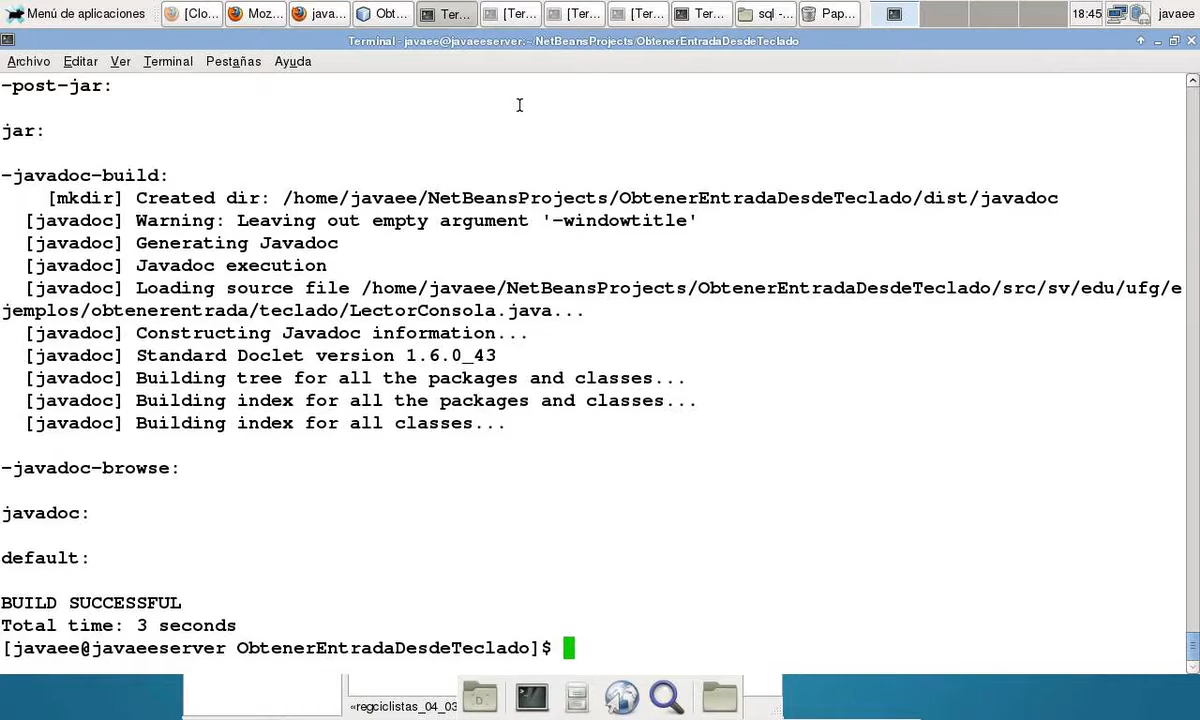 Menú de aplicaciones
[Clo...
Moz...
java...
Obt...
Ter...
[Ter...
[Ter...
[Ter...
Ter...
sql -...
Pap...
18:45
javaee
Terminal - javaee@javaeeserver:~/NetBeansProjects/ObtenerEntradaDesdeTeclado
Archivo Editar Ver Terminal Pestañas Ayuda
-post-jar:
jar:
-javadoc-build:
[mkdir] Created dir: /home/javaee/NetBeansProjects/ObtenerEntradaDesdeTeclado/dist/javadoc
[javadoc] Warning: Leaving out empty argument '-windowtitle'
[javadoc] Generating Javadoc
[javadoc] Javadoc execution
[javadoc] Loading source file /home/javaee/NetBeansProjects/ObtenerEntradaDesdeTeclado/src/sv/edu/ufg/e
jemplos/obtenerentrada/teclado/LectorConsola.java...
[javadoc] Constructing Javadoc information...
[javadoc] Standard Doclet version 1.6.0_43
[javadoc] Building tree for all the packages and classes...
[javadoc] Building index for all the packages and classes...
[javadoc] Building index for all classes...
-javadoc-browse:
javadoc:
default:
BUILD SUCCESSFUL
Total time: 3 seconds
[javaee@javaeeserver ObtenerEntradaDesdeTeclado]$
«regciclistas_04_03